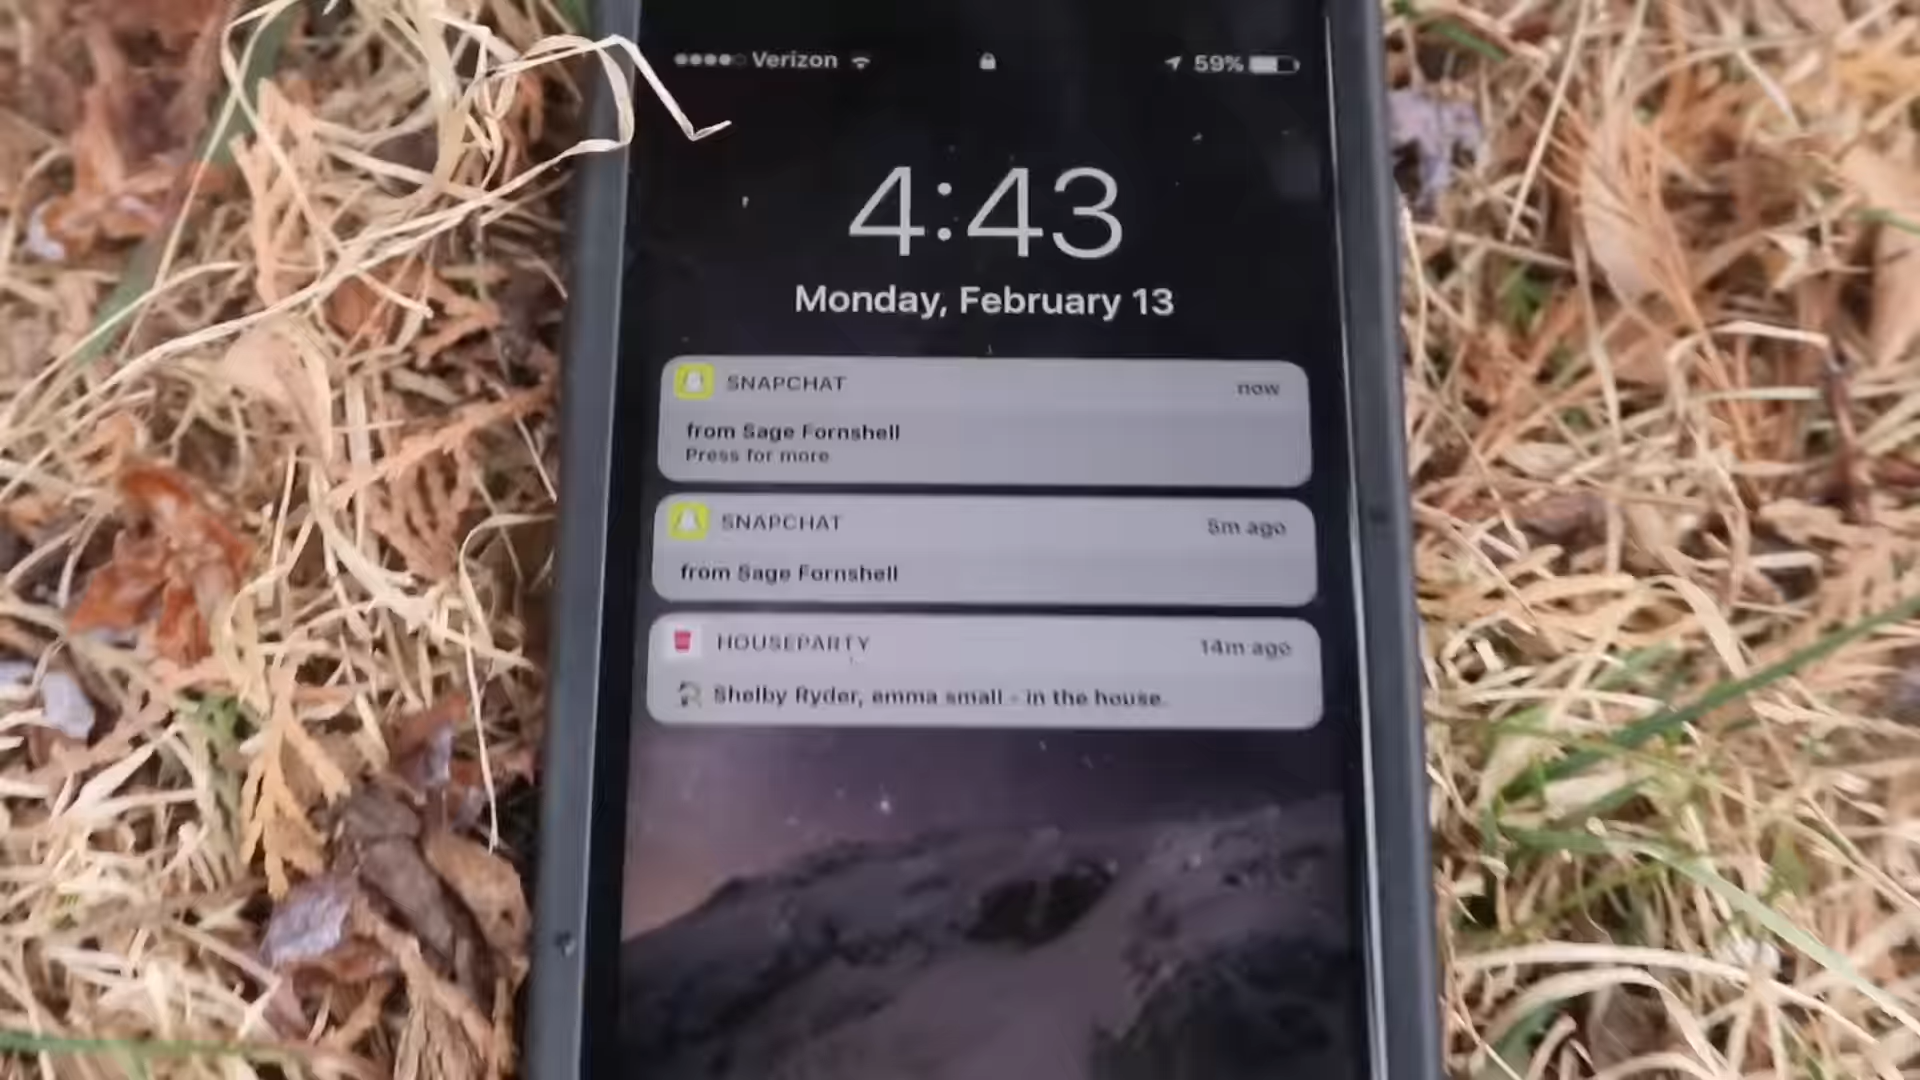 Verizon 59%
4:43
Monday, February 13
SNAPCHAT now
from Sage Fornshell
Press for more
SNAPCHAT 5m ago
from Sage Fornshell
HOUSEPARTY 14m ago
Shelby Ryder, emma small - in the house.